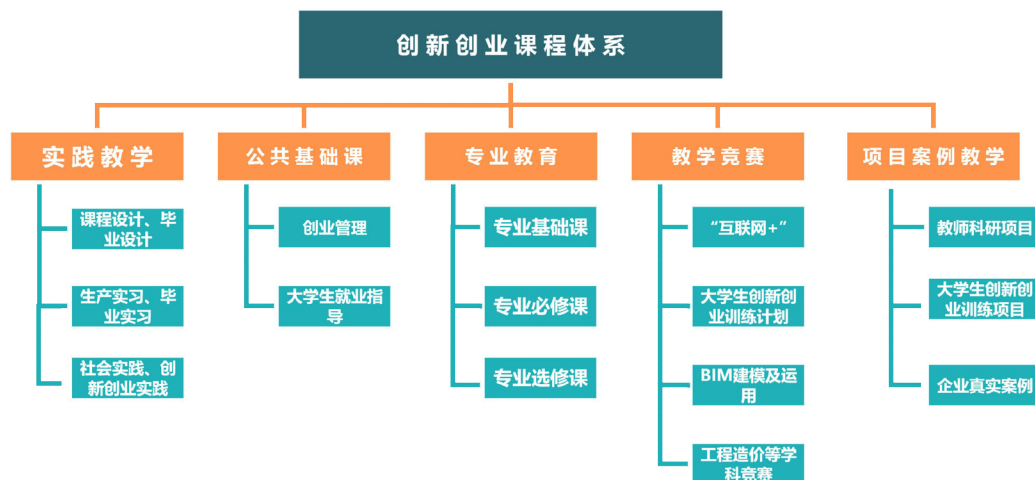 创新创业课程体系
实践教学
课程设计、毕
业设计
生产实习、毕
业实习
社会实践、创
新创业实践
公共基础课
创业管理
大学生就业指
导
专业教育
专业基础课
专业必修课
专业选修课
教学竞赛
“互联网+”
大学生创新创
业训练计划
BIM建模及运
用
工程造价等学
科竞赛
项目案例教学
教师科研项目
大学生创新创
业训练项目
企业真实案例